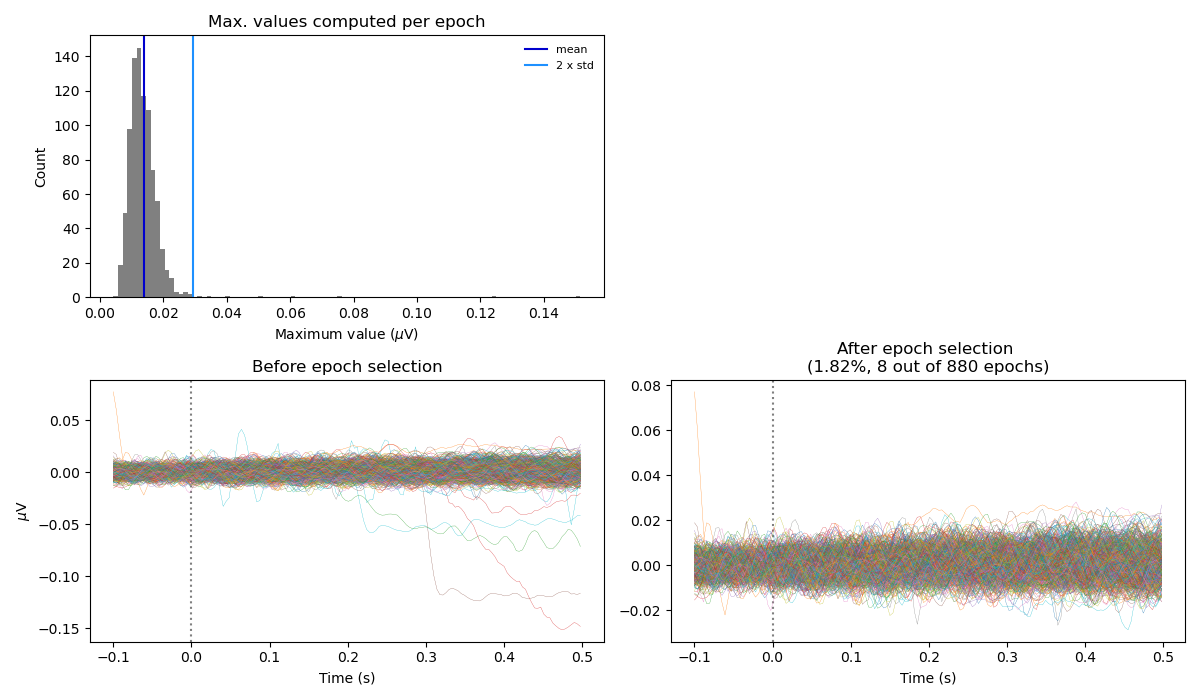 Max. values computed per epoch
mean
2 x std
140
120
100
80
60
40
20
0
Count
0.00 0.02 0.04 0.06 0.08 0.10 0.12 0.14
Maximum value (µV)
Before epoch selection
0.05
0.00
−0.05
−0.10
−0.15
µV
−0.1 0.0 0.1 0.2 0.3 0.4 0.5
Time (s)
After epoch selection
(1.82%, 8 out of 880 epochs)
0.08
0.06
0.04
0.02
0.00
−0.02
−0.1 0.0 0.1 0.2 0.3 0.4 0.5
Time (s)